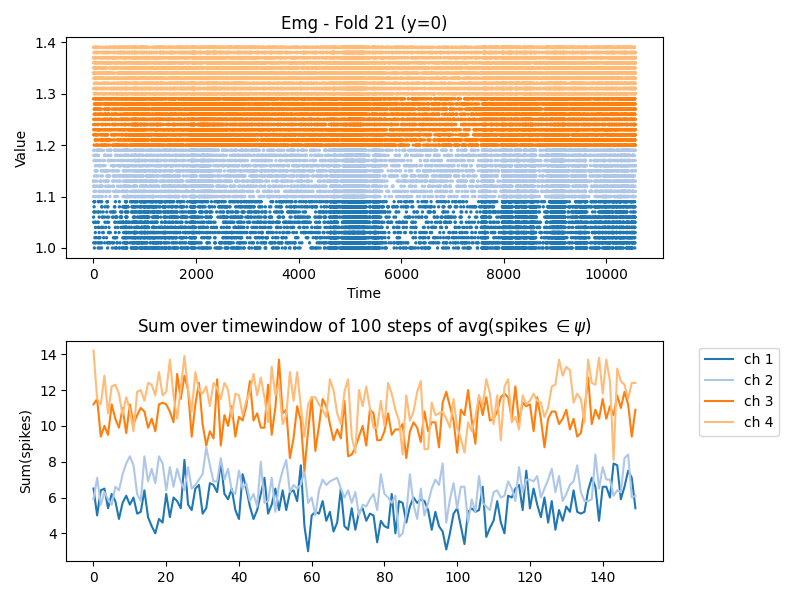 Emg - Fold 21 (y=0)
1.4
1.3
1.2
1.1
1.0
Value
0 2000 4000 6000 8000 10000
Time
Sum over timewindow of 100 steps of avg(spikes ∈ ψ)
14
12
10
8
6
4
Sum(spikes)
0 20 40 60 80 100 120 140
ch 1
ch 2
ch 3
ch 4